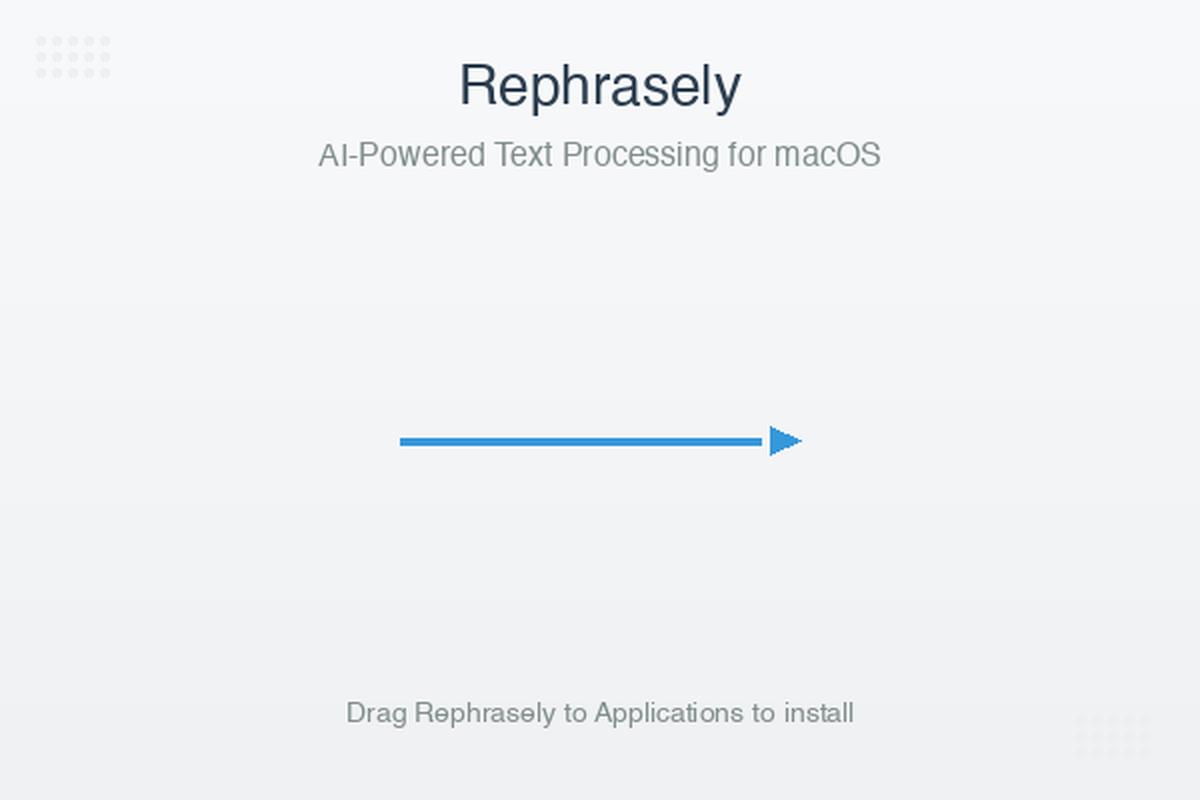 Rephrasely
AI-Powered Text Processing for macOS
Drag Rephrasely to Applications to install